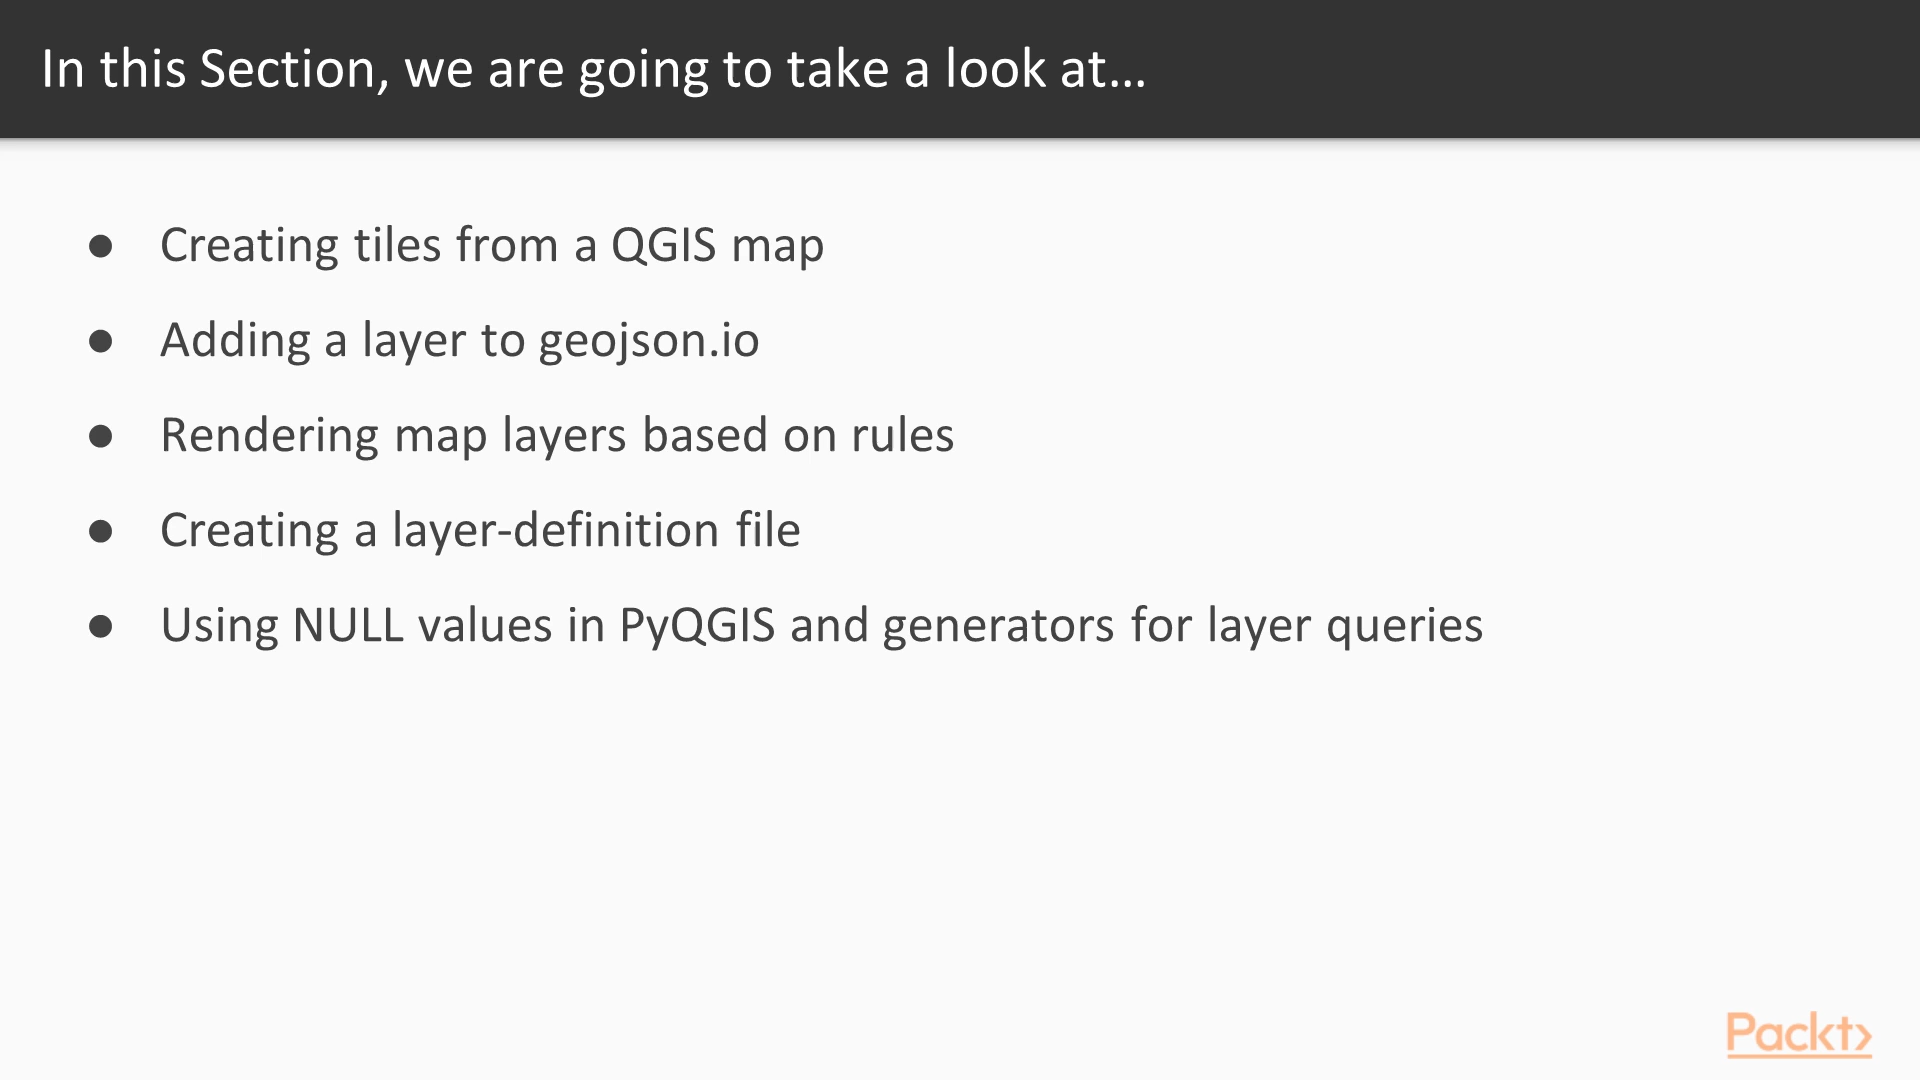 In this Section, we are going to take a look at...
● Creating tiles from a QGIS map
● Adding a layer to geojson.io
● Rendering map layers based on rules
● Creating a layer-definition file
● Using NULL values in PyQGIS and generators for layer queries
Packt>